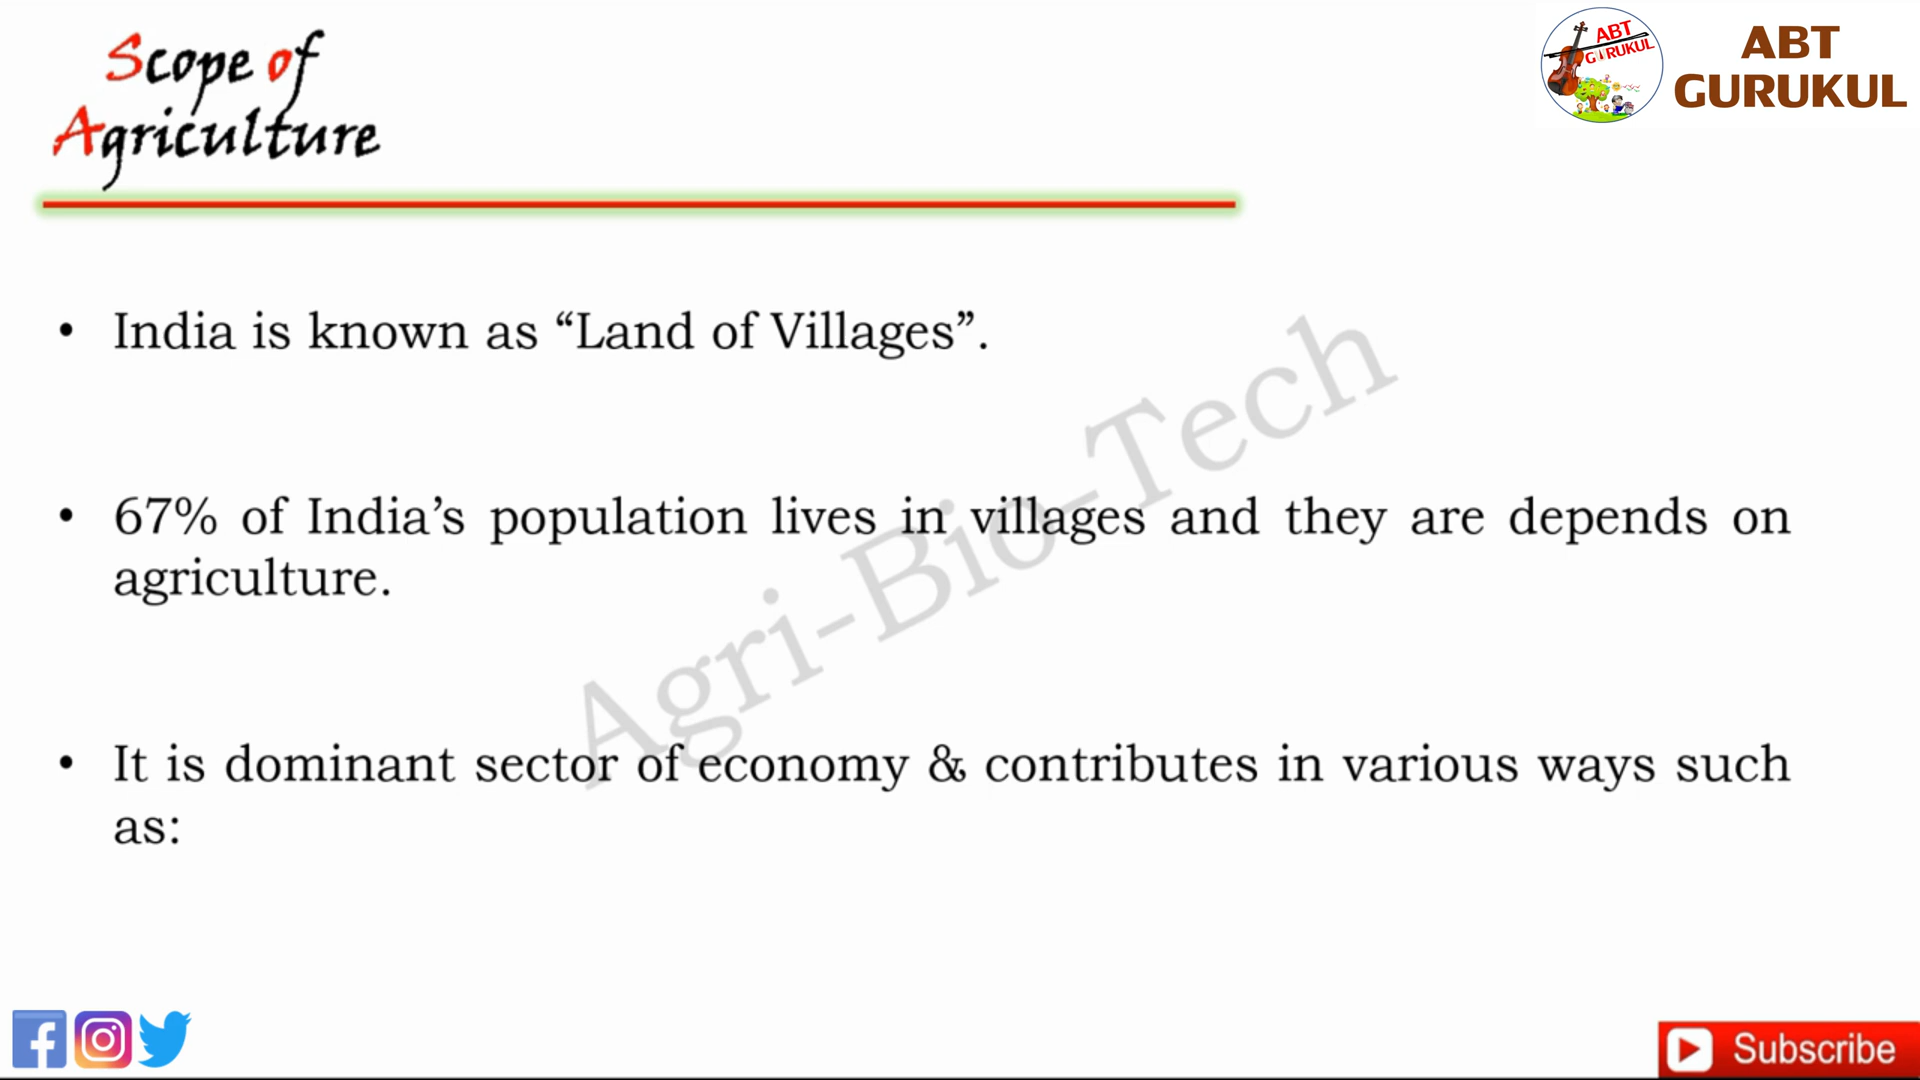 Scope of
Agriculture
ABT
GURUKUL
ABT
GURUKUL
• India is known as “Land of Villages”.
• 67% of India’s population lives in villages and they are depends on
agriculture.
• It is dominant sector of economy & contributes in various ways such
as:
Agri-Bio-Tech
Subscribe